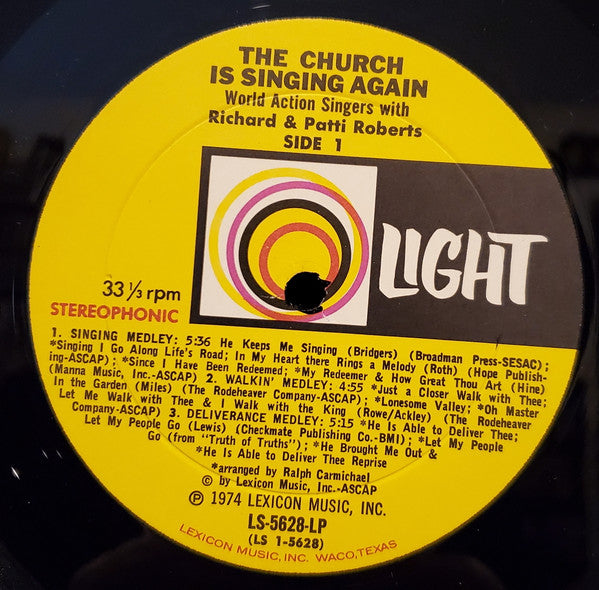 THE CHURCH
IS SINGING AGAIN
World Action Singers with
Richard & Patti Roberts
SIDE 1
LIGHT
33 1/3 rpm
STEREOPHONIC
1. SINGING MEDLEY: 5:36 He Keeps Me Singing (Bridgers) (Broadman Press-SESAC);
*Singing I Go Along Life's Road; In My Heart there Rings a Melody (Roth) (Hope Publish-
ing-ASCAP); *Since I Have Been Redeemed; *My Redeemer & How Great Thou Art (Hine)
(Manna Music, Inc.-ASCAP) 2. WALKIN' MEDLEY: 4:55 *Just a Closer Walk with Thee;
In the Garden (Miles) (The Rodeheaver Company-ASCAP); *Lonesome Valley; *Oh Master
Let Me Walk with Thee & I Walk with the King (Rowe/Ackley) (The Rodeheaver
Company-ASCAP) 3. DELIVERANCE MEDLEY: 5:15 *He Is Able to Deliver Thee;
Let My People Go (Lewis) (Checkmate Publishing Co.-BMI); *Let My People
Go (from "Truth of Truths"); *He Brought Me Out &
*He Is Able to Deliver Thee Reprise
*arranged by Ralph Carmichael
© by Lexicon Music, Inc.-ASCAP
℗ 1974 LEXICON MUSIC, INC.
LS-5628-LP
(LS 1-5628)
LEXICON MUSIC, INC. WACO, TEXAS